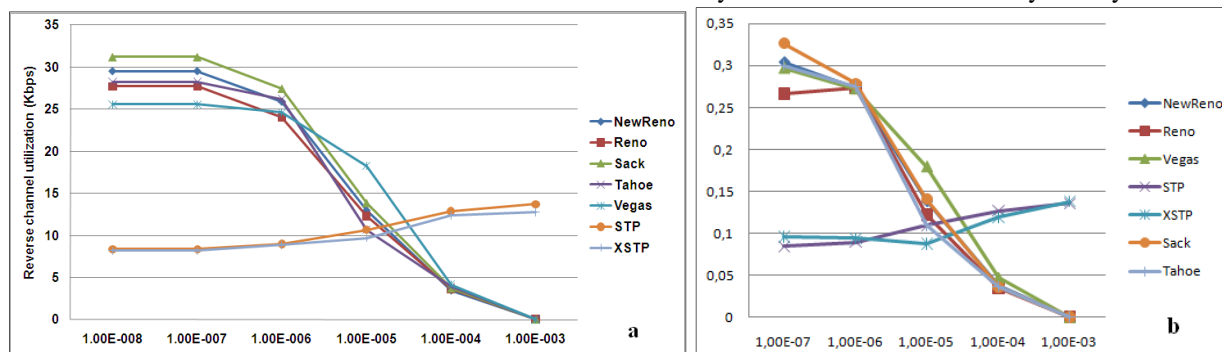 35
30
25
20
15
10
5
0
Reverse channel utilization (Kbps)
1.00E-008 1.00E-007 1.00E-006 1.00E-005 1.00E-004 1.00E-003
NewReno
Reno
Sack
Tahoe
Vegas
STP
XSTP
a
0,35
0,3
0,25
0,2
0,15
0,1
0,05
0
1,00E-07 1,00E-06 1,00E-05 1,00E-04 1,00E-03
NewReno
Reno
Vegas
STP
XSTP
Sack
Tahoe
b